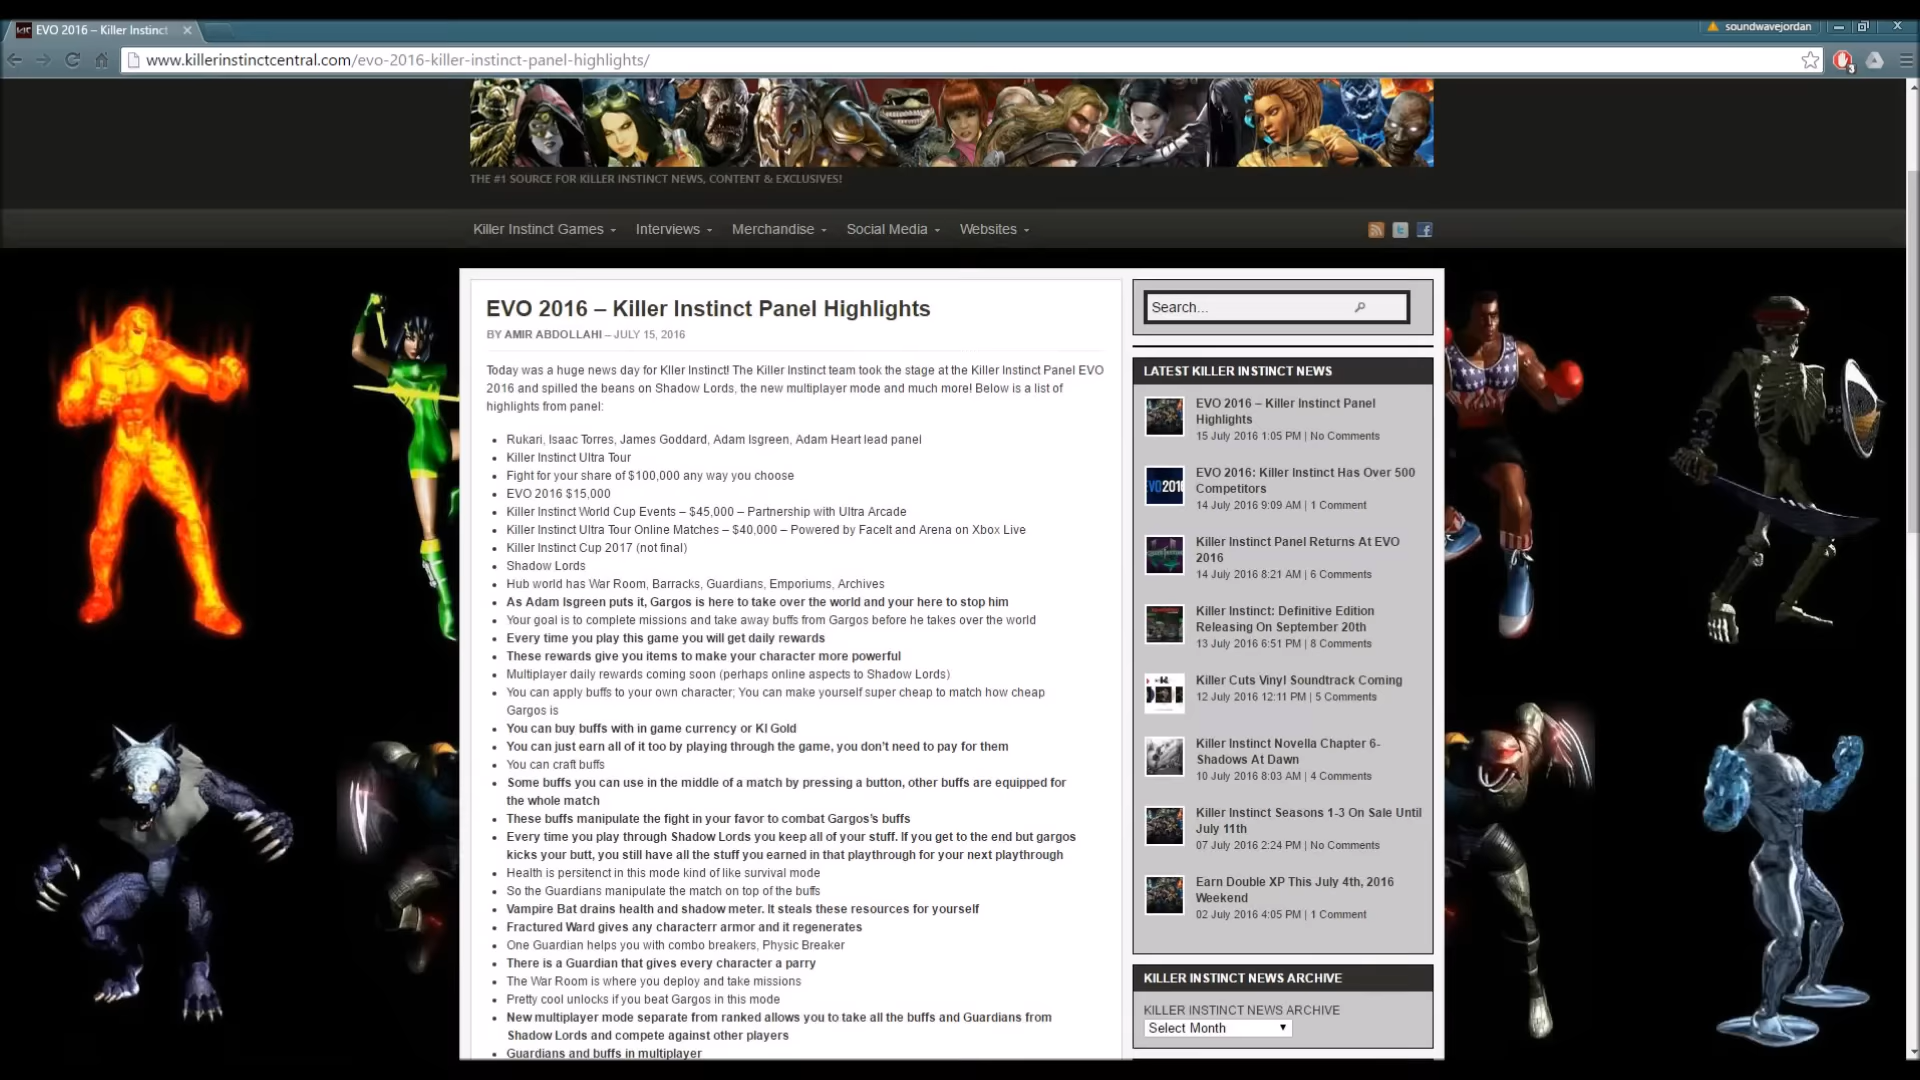 EVO 2016 – Killer Instinct
soundwavejordan
www.killerinstinctcentral.com/evo-2016-killer-instinct-panel-highlights/
3
THE #1 SOURCE FOR KILLER INSTINCT NEWS, CONTENT & EXCLUSIVES!
Killer Instinct Games Interviews Merchandise Social Media Websites
EVO 2016 – Killer Instinct Panel Highlights
BY AMIR ABDOLLAHI – JULY 15, 2016
Today was a huge news day for KIller Instinct! The Killer Instinct team took the stage at the Killer Instinct Panel EVO
2016 and spilled the beans on Shadow Lords, the new multiplayer mode and much more! Below is a list of
highlights from panel:
Rukari, Isaac Torres, James Goddard, Adam Isgreen, Adam Heart lead panel
Killer Instinct Ultra Tour
Fight for your share of $100,000 any way you choose
EVO 2016 $15,000
Killer Instinct World Cup Events – $45,000 – Partnership with Ultra Arcade
Killer Instinct Ultra Tour Online Matches – $40,000 – Powered by FaceIt and Arena on Xbox Live
Killer Instinct Cup 2017 (not final)
Shadow Lords
Hub world has War Room, Barracks, Guardians, Emporiums, Archives
As Adam Isgreen puts it, Gargos is here to take over the world and your here to stop him
Your goal is to complete missions and take away buffs from Gargos before he takes over the world
Every time you play this game you will get daily rewards
These rewards give you items to make your character more powerful
Multiplayer daily rewards coming soon (perhaps online aspects to Shadow Lords)
You can apply buffs to your own character; You can make yourself super cheap to match how cheap
Gargos is
You can buy buffs with in game currency or KI Gold
You can just earn all of it too by playing through the game, you don't need to pay for them
You can craft buffs
Some buffs you can use in the middle of a match by pressing a button, other buffs are equipped for
the whole match
These buffs manipulate the fight in your favor to combat Gargos's buffs
Every time you play through Shadow Lords you keep all of your stuff. If you get to the end but gargos
kicks your butt, you still have all the stuff you earned in that playthrough for your next playthrough
Health is persitenct in this mode kind of like survival mode
So the Guardians manipulate the match on top of the buffs
Vampire Bat drains health and shadow meter. It steals these resources for yourself
Fractured Ward gives any characterr armor and it regenerates
One Guardian helps you with combo breakers, Physic Breaker
There is a Guardian that gives every character a parry
The War Room is where you deploy and take missions
Pretty cool unlocks if you beat Gargos in this mode
New multiplayer mode separate from ranked allows you to take all the buffs and Guardians from
Shadow Lords and compete against other players
Guardians and buffs in multiplayer
Search...
LATEST KILLER INSTINCT NEWS
EVO 2016 – Killer Instinct Panel
Highlights
15 July 2016 1:05 PM | No Comments
EVO 2016: Killer Instinct Has Over 500
Competitors
14 July 2016 9:09 AM | 1 Comment
Killer Instinct Panel Returns At EVO
2016
14 July 2016 8:21 AM | 6 Comments
Killer Instinct: Definitive Edition
Releasing On September 20th
13 July 2016 6:51 PM | 8 Comments
Killer Cuts Vinyl Soundtrack Coming
12 July 2016 12:11 PM | 5 Comments
Killer Instinct Novella Chapter 6-
Shadows At Dawn
10 July 2016 8:03 AM | 4 Comments
Killer Instinct Seasons 1-3 On Sale Until
July 11th
07 July 2016 2:24 PM | No Comments
Earn Double XP This July 4th, 2016
Weekend
02 July 2016 4:05 PM | 1 Comment
KILLER INSTINCT NEWS ARCHIVE
KILLER INSTINCT NEWS ARCHIVE
Select Month